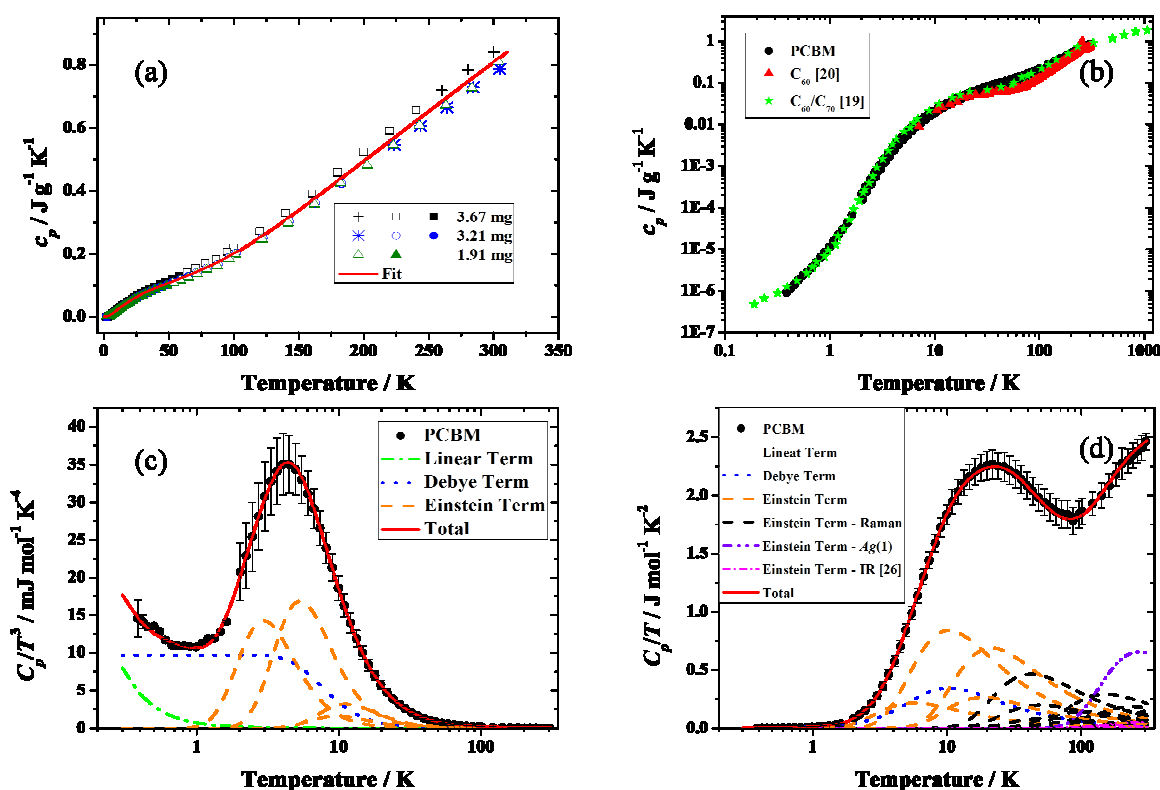 (a)
0.8
0.6
0.4
0.2
0.0
c_p / J g^-1 K^-1
3.67 mg
3.21 mg
1.91 mg
Fit
0 50 100 150 200 250 300 350
Temperature / K
(b)
PCBM
C60 [20]
C60/C70 [19]
1
0.1
0.01
1E-3
1E-4
1E-5
1E-6
1E-7
c_p / J g^-1 K^-1
0.1 1 10 100 1000
Temperature / K
(c)
PCBM
Linear Term
Debye Term
Einstein Term
Total
40
35
30
25
20
15
10
5
0
C_p/T^3 / mJ mol^-1 K^-4
1 10 100
Temperature / K
(d)
PCBM
Lineat Term
Debye Term
Einstein Term
Einstein Term - Raman
Einstein Term - Ag(1)
Einstein Term - IR [26]
Total
2.5
2.0
1.5
1.0
0.5
0.0
C_p/T / J mol^-1 K^-2
1 10 100
Temperature / K